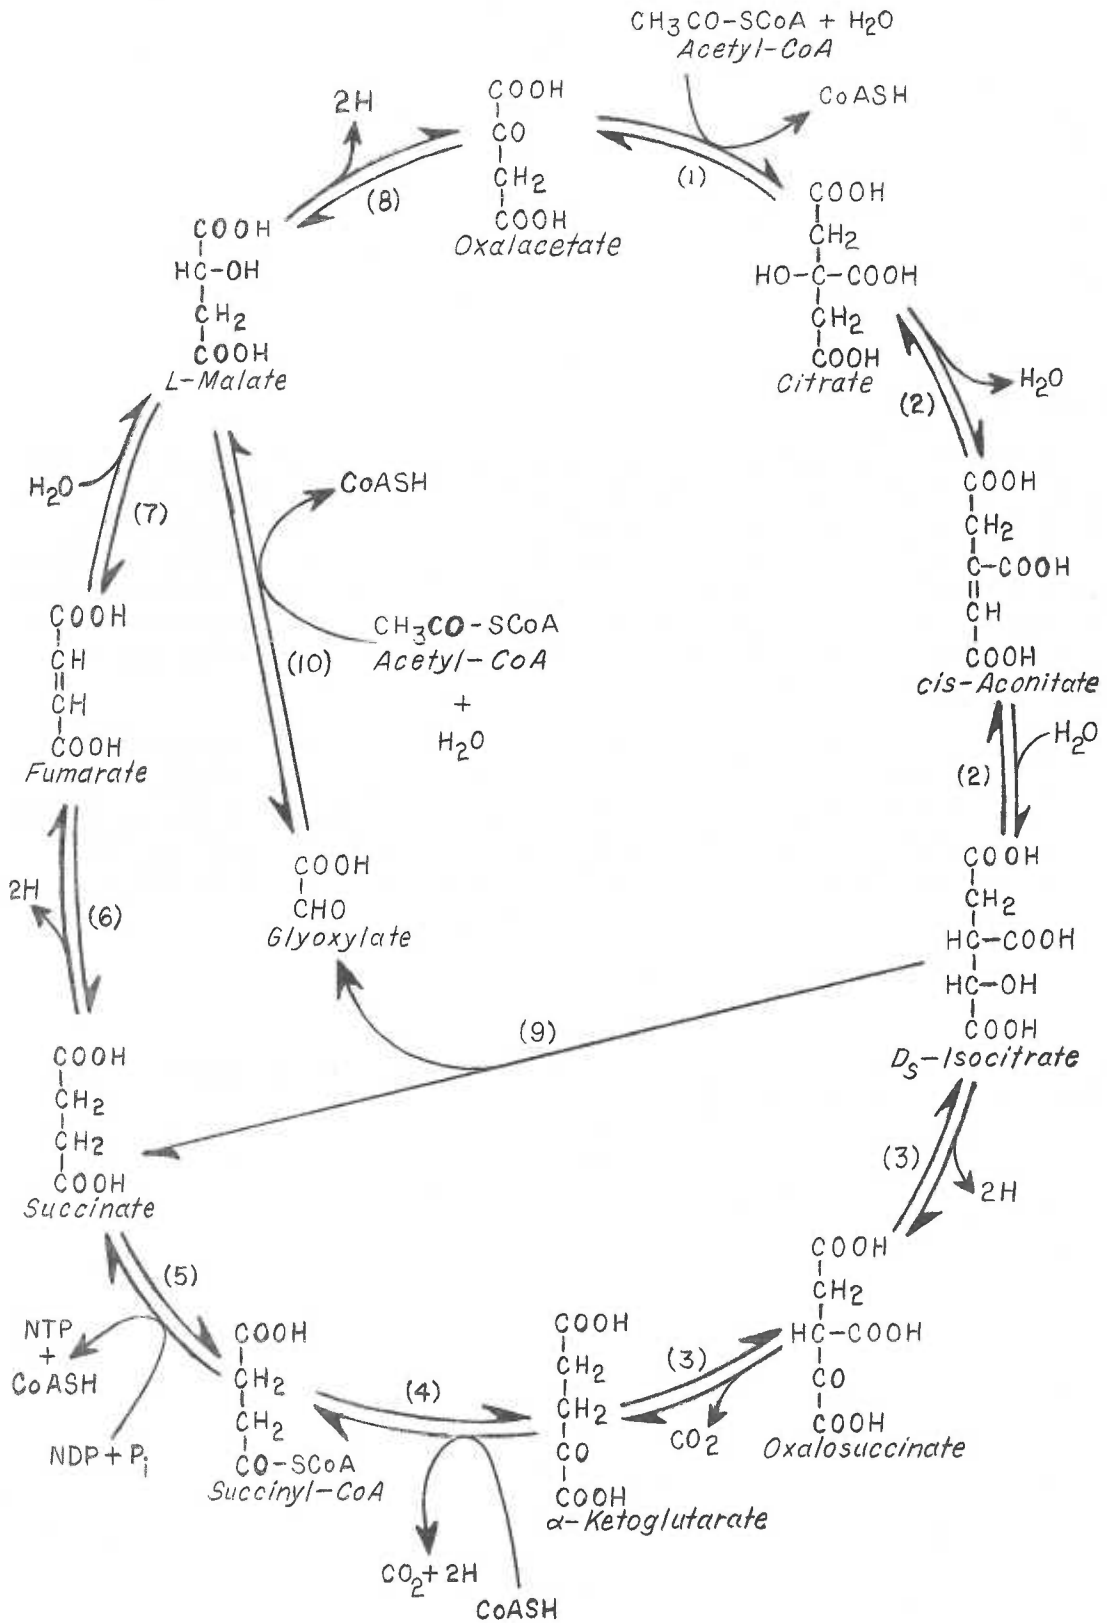 CH3CO-SCoA + H2O
Acetyl-CoA
CoASH
2H
COOH
CO
CH2
COOH
Oxalacetate
(1)
(8)
COOH
CH2
HO-C-COOH
CH2
COOH
Citrate
COOH
HC-OH
CH2
COOH
L-Malate
H2O
(2)
H2O
(7)
CoASH
CH3CO-SCoA
Acetyl-CoA
+
H2O
(10)
COOH
CH2
C-COOH
CH
COOH
cis-Aconitate
COOH
CH
CH
COOH
Fumarate
(2)
H2O
2H
(6)
COOH
CHO
Glyoxylate
COOH
CH2
HC-COOH
HC-OH
COOH
Ds-Isocitrate
(9)
COOH
CH2
CH2
COOH
Succinate
(3)
2H
(5)
NTP
+
CoASH
NDP + Pi
COOH
CH2
CH2
CO-SCoA
Succinyl-CoA
(4)
CO2 + 2H
CoASH
COOH
CH2
CH2
CO
COOH
α-Ketoglutarate
(3)
CO2
COOH
CH2
HC-COOH
CO
COOH
Oxalosuccinate